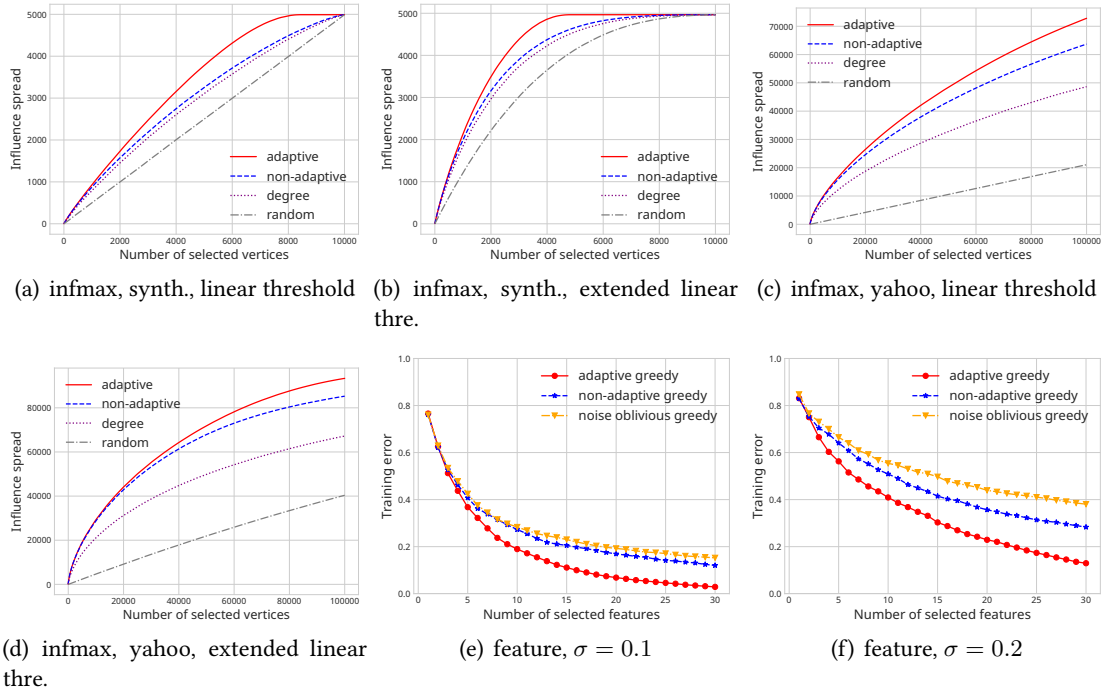 5000
4000
3000
2000
1000
0
Influence spread
adaptive
non-adaptive
degree
random
0 2000 4000 6000 8000 10000
Number of selected vertices
(a) infmax, synth., linear threshold
5000
4000
3000
2000
1000
0
Influence spread
adaptive
non-adaptive
degree
random
0 2000 4000 6000 8000 10000
Number of selected vertices
(b) infmax, synth., extended linear
thre.
70000
60000
50000
40000
30000
20000
10000
0
Influence spread
adaptive
non-adaptive
degree
random
0 20000 40000 60000 80000 100000
Number of selected vertices
(c) infmax, yahoo, linear threshold
80000
60000
40000
20000
0
Influence spread
adaptive
non-adaptive
degree
random
0 20000 40000 60000 80000 100000
Number of selected vertices
(d) infmax, yahoo, extended linear
thre.
1.0
0.8
0.6
0.4
0.2
0.0
Training error
adaptive greedy
non-adaptive greedy
noise oblivious greedy
0 5 10 15 20 25 30
Number of selected features
(e) feature, σ = 0.1
1.0
0.8
0.6
0.4
0.2
0.0
Training error
adaptive greedy
non-adaptive greedy
noise oblivious greedy
0 5 10 15 20 25 30
Number of selected features
(f) feature, σ = 0.2